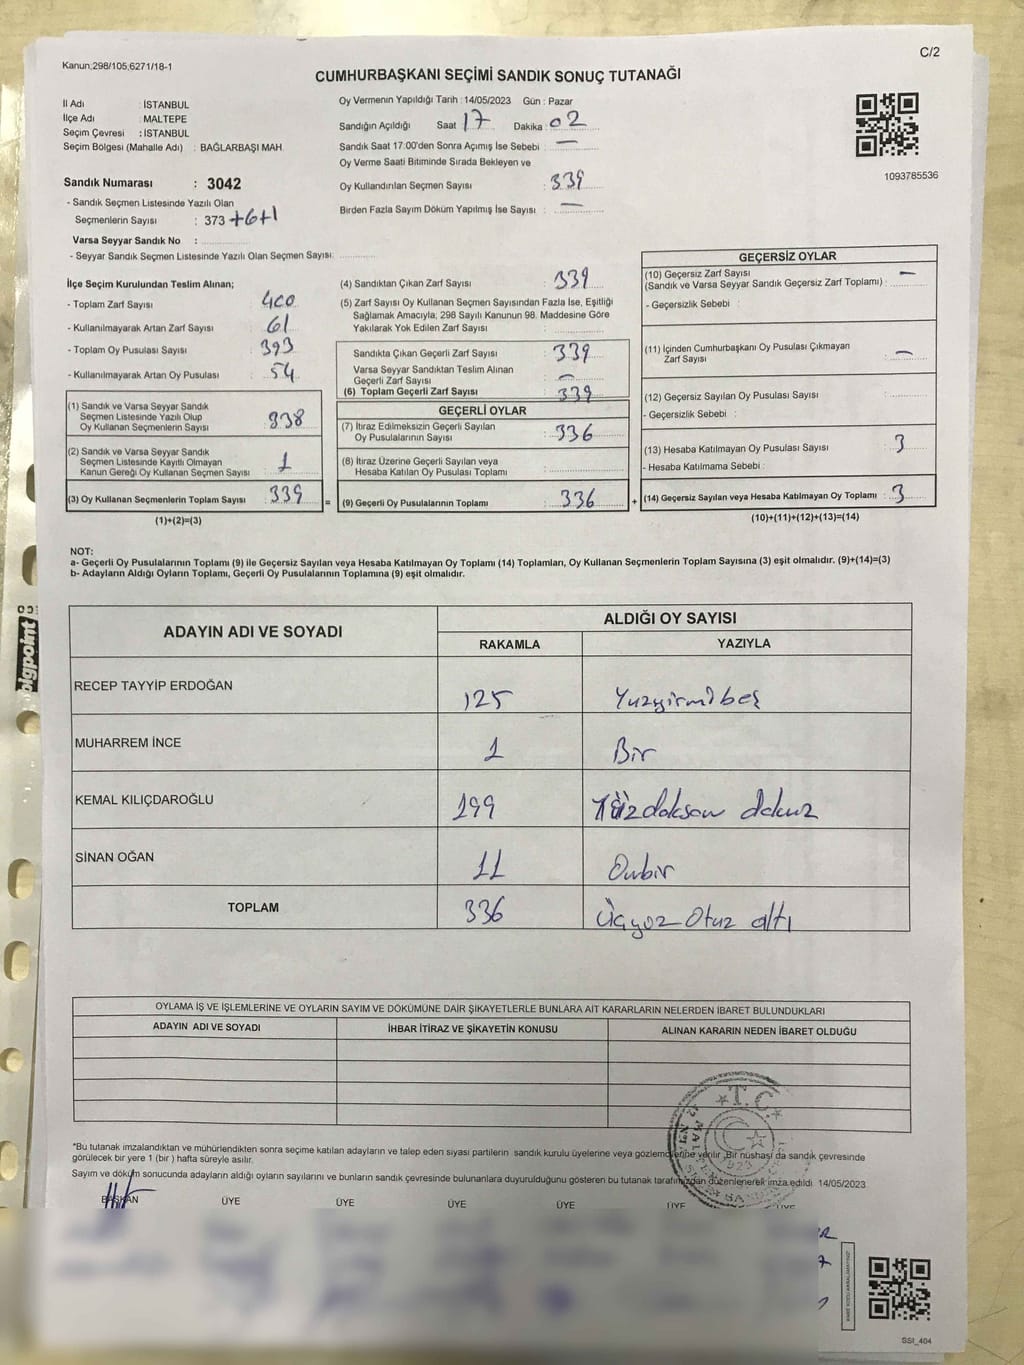 C/2
Kanun,298/105,6271/18-1
CUMHURBAŞKANI SEÇİMİ SANDIK SONUÇ TUTANAĞI
İl Adı : İSTANBUL
İlçe Adı : MALTEPE
Seçim Çevresi : İSTANBUL
Seçim Bölgesi (Mahalle Adı) : BAĞLARBAŞI MAH.
Sandık Numarası : 3042
- Sandık Seçmen Listesinde Yazılı Olan
Seçmenlerin Sayısı : 373 +6+1
Varsa Seyyar Sandık No :
- Seyyar Sandık Seçmen Listesinde Yazılı Olan Seçmen Sayısı:
Oy Vermenin Yapıldığı Tarih : 14/05/2023 Gün : Pazar
Sandığın Açıldığı Saat 17 Dakika : 02
Sandık Saat 17:00'den Sonra Açımış İse Sebebi : —
Oy Verme Saati Bitiminde Sırada Bekleyen ve
Oy Kullandırılan Seçmen Sayısı : 339
Birden Fazla Sayım Döküm Yapılmış İse Sayısı : —
1093785536
İlçe Seçim Kurulundan Teslim Alınan;
- Toplam Zarf Sayısı : 400
- Kullanılmayarak Artan Zarf Sayısı : 61
- Toplam Oy Pusulası Sayısı : 393
- Kullanılmayarak Artan Oy Pusulası : 54
(1) Sandık ve Varsa Seyyar Sandık
Seçmen Listesinde Yazılı Olup
Oy Kullanan Seçmenlerin Sayısı : 338
(2) Sandık ve Varsa Seyyar Sandık
Seçmen Listesinde Kayıtlı Olmayan
Kanun Gereği Oy Kullanan Seçmen Sayısı : 1
(3) Oy Kullanan Seçmenlerin Toplam Sayısı : 339 =
(1)+(2)=(3)
(4) Sandıktan Çıkan Zarf Sayısı : 339
(5) Zarf Sayısı Oy Kullanan Seçmen Sayısından Fazla İse, Eşitliği
Sağlamak Amacıyla; 298 Sayılı Kanunun 98. Maddesine Göre
Yakılarak Yok Edilen Zarf Sayısı :
Sandıkta Çıkan Geçerli Zarf Sayısı : 339
Varsa Seyyar Sandıktan Teslim Alınan
Geçerli Zarf Sayısı : —
(6) Toplam Geçerli Zarf Sayısı : 339
GEÇERLİ OYLAR
(7) İtiraz Edilmeksizin Geçerli Sayılan
Oy Pusulalarının Sayısı : 336
(8) İtiraz Üzerine Geçerli Sayılan veya
Hesaba Katılan Oy Pusulası Toplamı :
(9) Geçerli Oy Pusulalarının Toplamı : 336 +
GEÇERSİZ OYLAR
(10) Geçersiz Zarf Sayısı
(Sandık ve Varsa Seyyar Sandık Geçersiz Zarf Toplamı) : —
- Geçersizlik Sebebi :
(11) İçinden Cumhurbaşkanı Oy Pusulası Çıkmayan
Zarf Sayısı : —
(12) Geçersiz Sayılan Oy Pusulası Sayısı :
- Geçersizlik Sebebi :
(13) Hesaba Katılmayan Oy Pusulası Sayısı : 3
- Hesaba Katılmama Sebebi :
(14) Geçersiz Sayılan veya Hesaba Katılmayan Oy Toplamı : 3
(10)+(11)+(12)+(13)=(14)
NOT:
a- Geçerli Oy Pusulalarının Toplamı (9) ile Geçersiz Sayılan veya Hesaba Katılmayan Oy Toplamı (14) Toplamları, Oy Kullanan Seçmenlerin Toplam Sayısına (3) eşit olmalıdır. (9)+(14)=(3)
b- Adayların Aldığı Oyların Toplamı, Geçerli Oy Pusulalarının Toplamına (9) eşit olmalıdır.
ADAYIN ADI VE SOYADI
ALDIĞI OY SAYISI
RAKAMLA YAZIYLA
RECEP TAYYİP ERDOĞAN 125 Yüzyirmibeş
MUHARREM İNCE 1 Bir
KEMAL KILIÇDAROĞLU 199 Yüzdoksan dokuz
SİNAN OĞAN 11 Onbir
TOPLAM 336 Üçyüz Otuz altı
OYLAMA İŞ VE İŞLEMLERİNE VE OYLARIN SAYIM VE DÖKÜMÜNE DAİR ŞİKAYETLERLE BUNLARA AİT KARARLARIN NELERDEN İBARET BULUNDUKLARI
ADAYIN ADI VE SOYADI İHBAR İTİRAZ VE ŞİKAYETİN KONUSU ALINAN KARARIN NEDEN İBARET OLDUĞU
*Bu tutanak imzalandıktan ve mühürlendikten sonra seçime katılan adayların ve talep eden siyasi partilerin sandık kurulu üyelerine veya gözlemcilerine verilir. Bir nüshası da sandık çevresinde
görülecek bir yere 1 (bir) hafta süreyle asılır.
Sayım ve döküm sonucunda adayların aldığı oyların sayılarını ve bunların sandık çevresinde bulunanlara duyurulduğunu gösteren bu tutanak tarafımızdan düzenlenerek imza edildi. 14/05/2023
T.C.
BAŞKAN ÜYE ÜYE ÜYE ÜYE ÜYE ÜYE
SSI_404
bigpoint